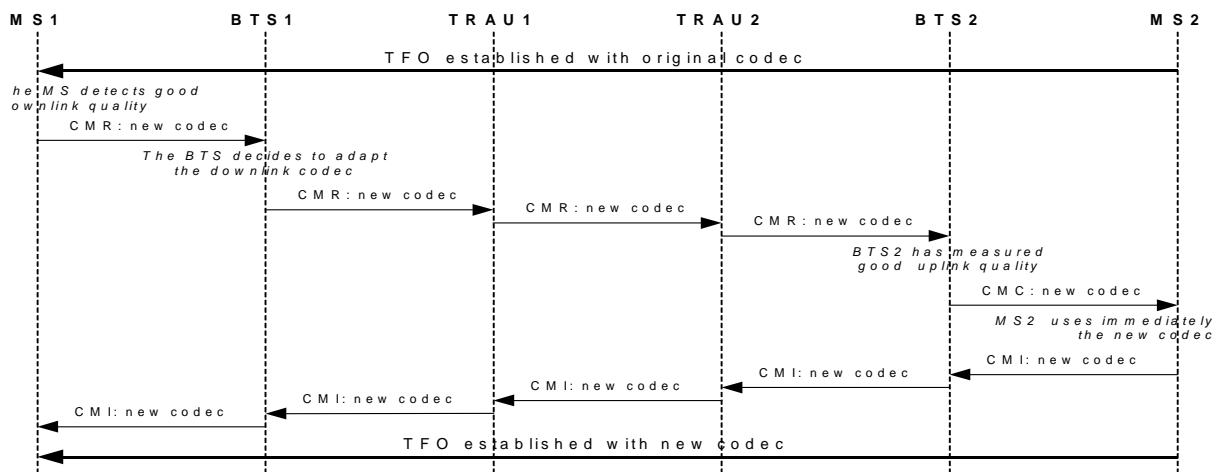 MS1 BTS1 TRAU1 TRAU2 BTS2 MS2
TFO established with original codec
he MS detects good
ownlink quality
CMR: new codec
The BTS decides to adapt
the downlink codec
CMR: new codec
CMR: new codec
CMR: new codec
BTS2 has measured
good uplink quality
CMC: new codec
MS2 uses immediately
the new codec
CMI: new codec
CMI: new codec
CMI: new codec
CMI: new codec
CMI: new codec
TFO established with new codec